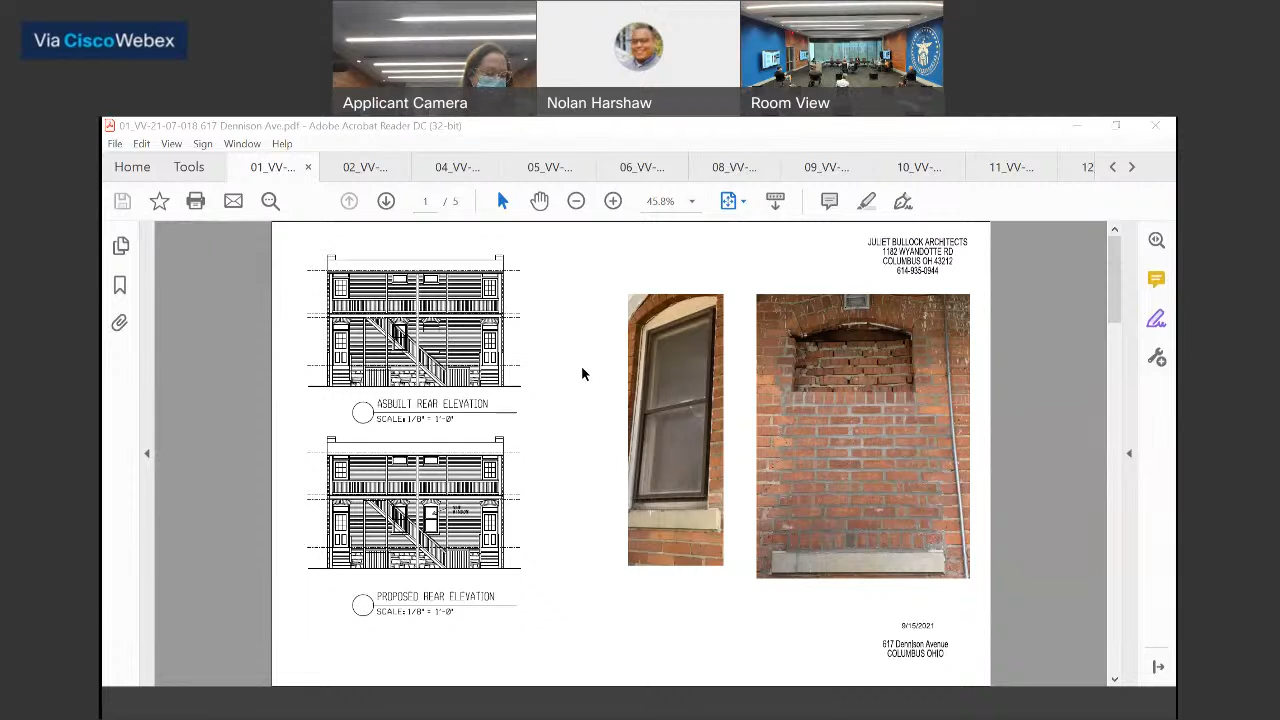 Via CiscoWebex
Applicant Camera
Nolan Harshaw
Room View
01_VV-21-07-018 617 Dennison Ave.pdf - Adobe Acrobat Reader DC (32-bit)
File Edit View Sign Window Help
Home Tools 01_VV-... 02_VV-... 04_VV-... 05_VV-... 06_VV-... 08_VV-... 09_VV-... 10_VV-... 11_VV-... 12
1 / 5 45.8%
JULIET BULLOCK ARCHITECTS
1182 WYANDOTTE RD
COLUMBUS OH 43212
614-935-0944
ASBUILT REAR ELEVATION
SCALE: 1/8" = 1'-0"
PROPOSED REAR ELEVATION
SCALE: 1/8" = 1'-0"
9/15/2021
617 Dennison Avenue
COLUMBUS OHIO